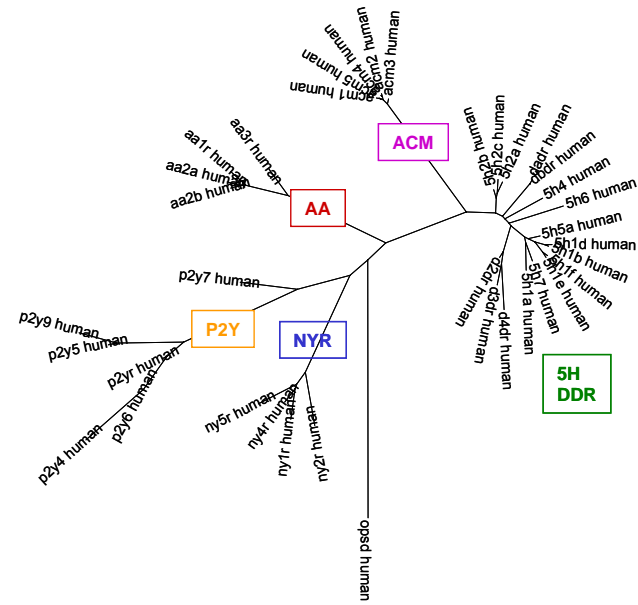 acm1 human
acm5 human
acm4 human
acm2 human
acm3 human
ACM
aa1r human
aa3r human
aa2a human
aa2b human
AA
5h2b human
5h2c human
5h2a human
dadr human
dbdr human
5h4 human
5h6 human
5h5a human
5h1d human
5h1b human
5h1f human
5h1e human
5h7 human
5h1a human
d4dr human
d3dr human
d2dr human
5H
DDR
p2y7 human
P2Y
p2y9 human
p2y5 human
p2yr human
p2y6 human
p2y4 human
NYR
ny5r human
ny4r human
ny1r human
ny2r human
opsd human